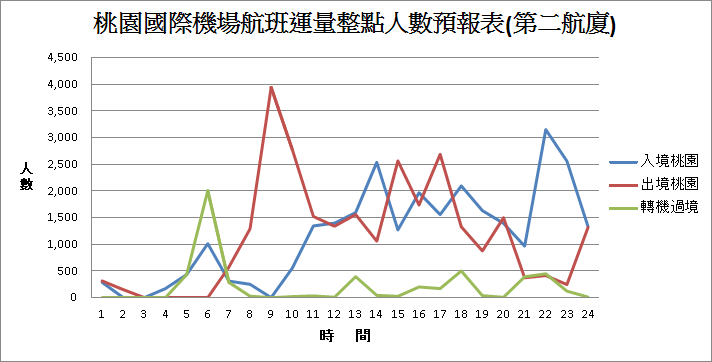 桃園國際機場航班運量整點人數預報表(第二航廈)
5,000
4,500
4,000
3,500
3,000
2,500
2,000
1,500
1,000
500
0
人數
1 2 3 4 5 6 7 8 9 10 11 12 13 14 15 16 17 18 19 20 21 22 23 24
時 間
入境桃園
出境桃園
轉機過境